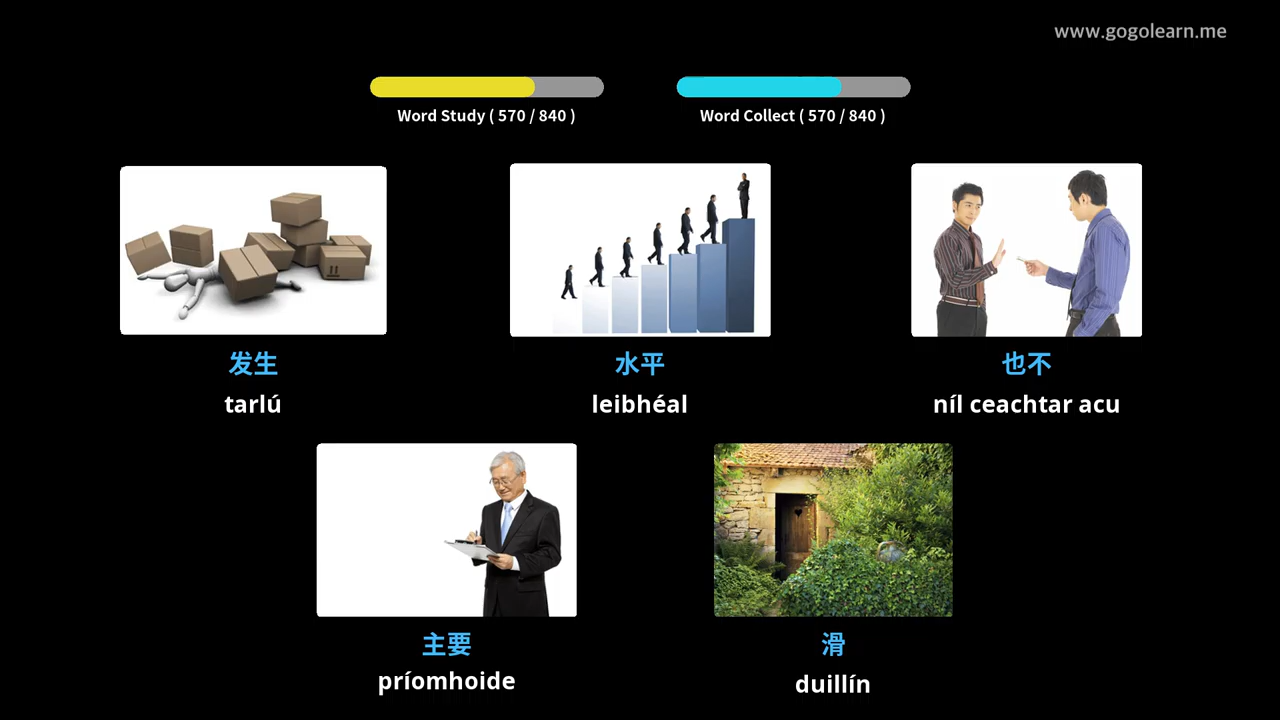 www.gogolearn.me
Word Study ( 570 / 840 )
Word Collect ( 570 / 840 )
发生
水平
也不
tarlú
leibhéal
níl ceachtar acu
主要
滑
príomhoide
duillín